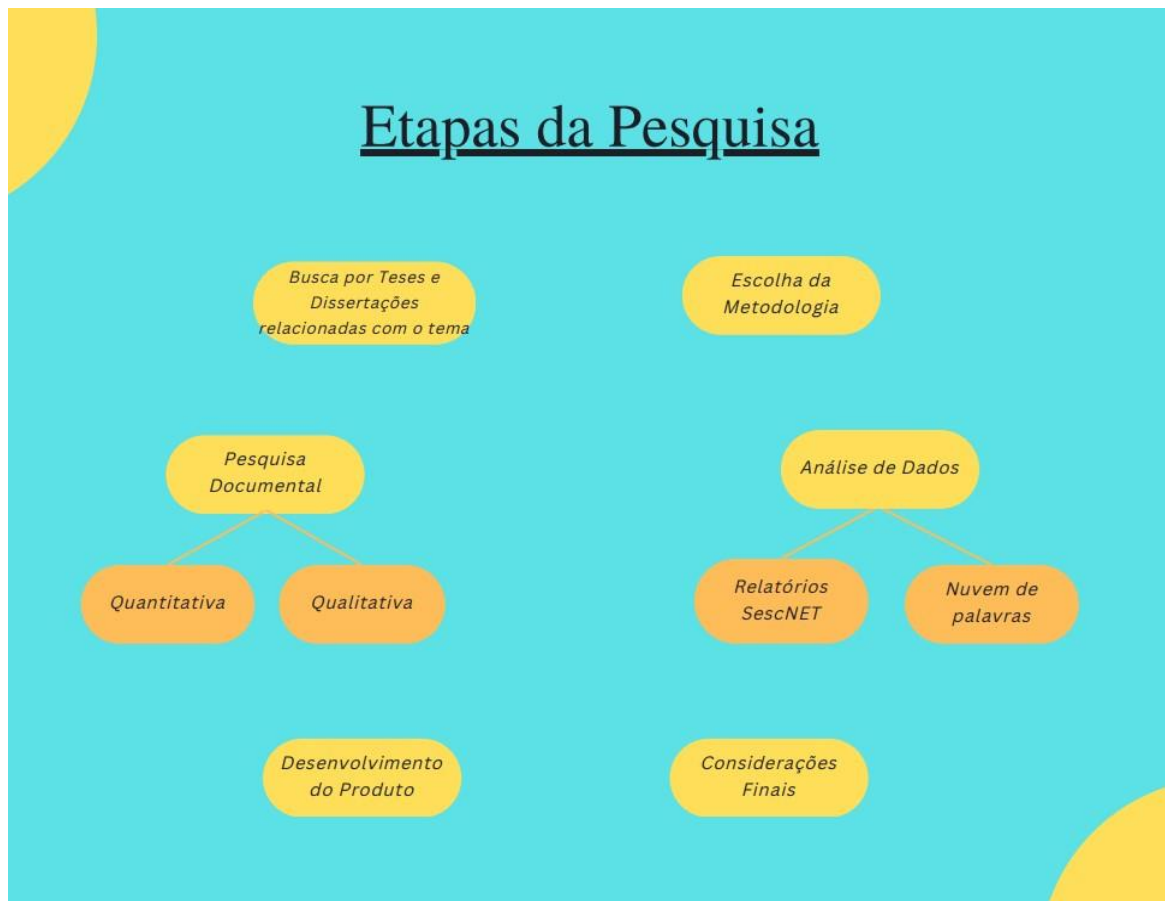 Etapas da Pesquisa
Busca por Teses e
Dissertações
relacionadas com o tema
Escolha da
Metodologia
Pesquisa
Documental
Análise de Dados
Quantitativa
Qualitativa
Relatórios
SescNET
Nuvem de
palavras
Desenvolvimento
do Produto
Considerações
Finais